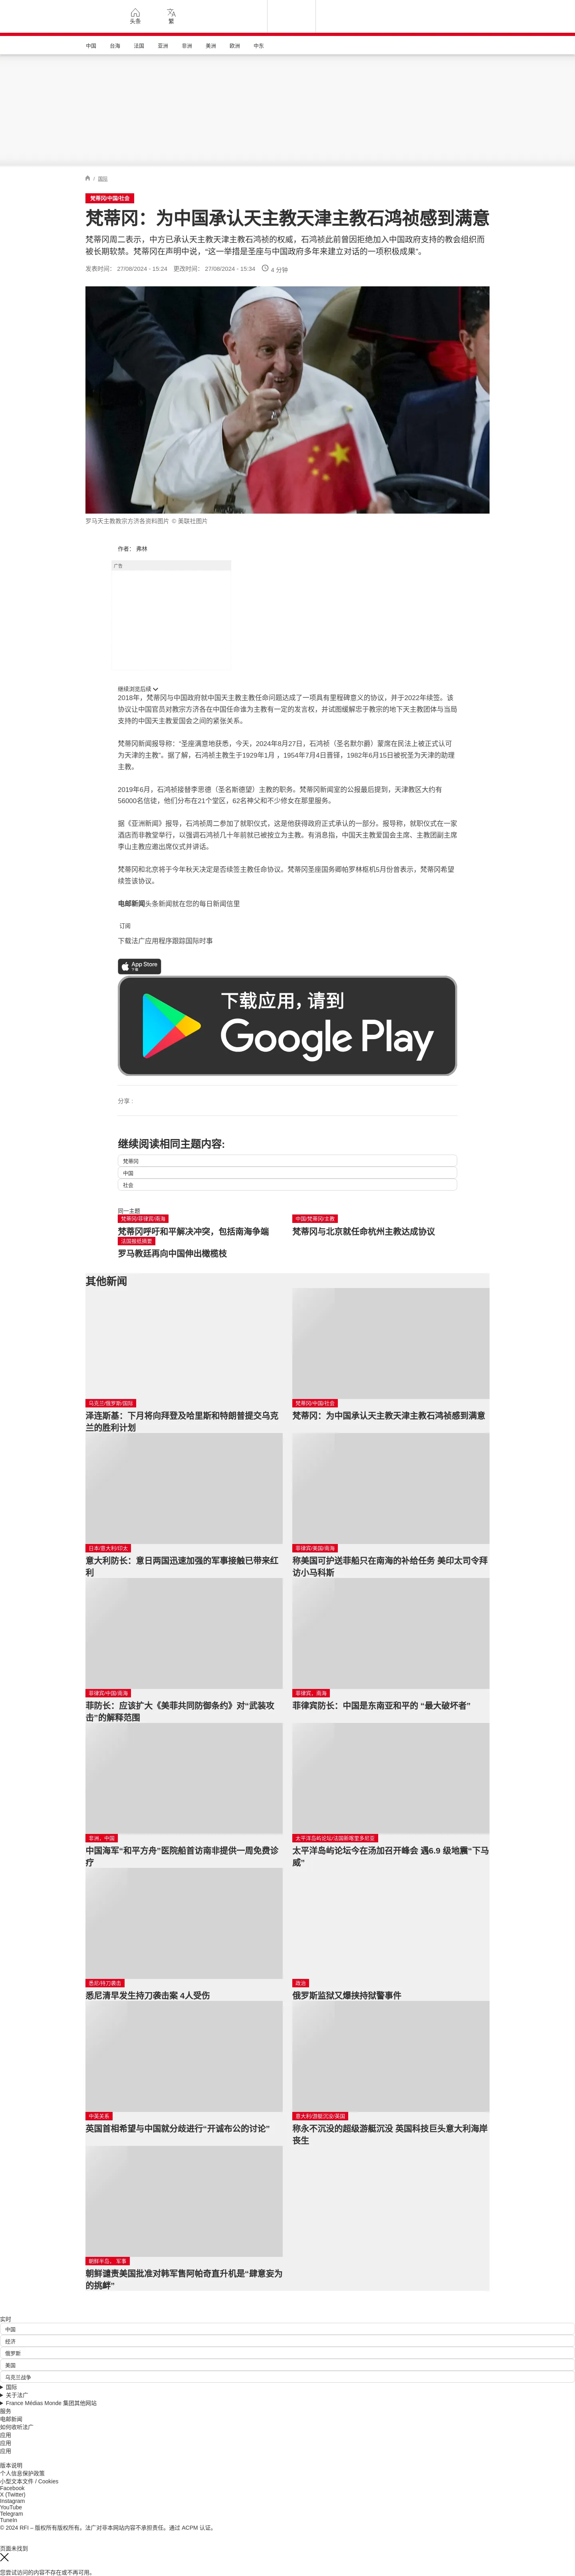 头条
繁
中国 台海 法国 亚洲 非洲 美洲 欧洲 中东
/ 国际
梵蒂冈/中国/社会
梵蒂冈：为中国承认天主教天津主教石鸿祯感到满意
梵蒂冈周二表示，中方已承认天主教天津主教石鸿祯的权威，石鸿祯此前曾因拒绝加入中国政府支持的教会组织而
被长期软禁。梵蒂冈在声明中说，“这一举措是圣座与中国政府多年来建立对话的一项积极成果”。
发表时间： 27/08/2024 - 15:24 更改时间： 27/08/2024 - 15:34 4 分钟
罗马天主教教宗方济各资料图片 © 美联社图片
作者： 弗林
广告
继续浏览后续
2018年，梵蒂冈与中国政府就中国天主教主教任命问题达成了一项具有里程碑意义的协议，并于2022年续签。该
协议让中国官员对教宗方济各在中国任命谁为主教有一定的发言权，并试图缓解忠于教宗的地下天主教团体与当局
支持的中国天主教爱国会之间的紧张关系。
梵蒂冈新闻报导称：“圣座满意地获悉，今天，2024年8月27日，石鸿祯（圣名默尔爵）蒙席在民法上被正式认可
为天津的主教”。据了解，石鸿祯主教生于1929年1月 ，1954年7月4日晋铎，1982年6月15日被祝圣为天津的助理
主教。
2019年6月，石鸿祯接替李思德（圣名斯德望）主教的职务。梵蒂冈新闻室的公报最后提到，天津教区大约有
56000名信徒，他们分布在21个堂区，62名神父和不少修女在那里服务。
据《亚洲新闻》报导，石鸿祯周二参加了就职仪式，这是他获得政府正式承认的一部分。报导称，就职仪式在一家
酒店而非教堂举行，以强调石鸿祯几十年前就已被按立为主教。有消息指，中国天主教爱国会主席、主教团副主席
李山主教应邀出席仪式并讲话。
梵蒂冈和北京将于今年秋天决定是否续签主教任命协议。梵蒂冈圣座国务卿帕罗林枢机5月份曾表示，梵蒂冈希望
续签该协议。
电邮新闻头条新闻就在您的每日新闻信里
订阅
下载法广应用程序跟踪国际时事
App Store
下载
下载应用，请到
Google Play
分享 :
继续阅读相同主题内容:
梵蒂冈
中国
社会
同一主题
梵蒂冈/菲律宾/南海
梵蒂冈呼吁和平解决冲突，包括南海争端
中国/梵蒂冈/主教
梵蒂冈与北京就任命杭州主教达成协议
法国报纸摘要
罗马教廷再向中国伸出橄榄枝
其他新闻
乌克兰/俄罗斯/国际
泽连斯基：下月将向拜登及哈里斯和特朗普提交乌克
兰的胜利计划
梵蒂冈/中国/社会
梵蒂冈：为中国承认天主教天津主教石鸿祯感到满意
日本/意大利/印太
意大利防长：意日两国迅速加强的军事接触已带来红
利
菲律宾/美国/南海
称美国可护送菲船只在南海的补给任务 美印太司令拜
访小马科斯
菲律宾/中国/南海
菲防长：应该扩大《美菲共同防御条约》对“武装攻
击”的解释范围
菲律宾、南海
菲律宾防长：中国是东南亚和平的 “最大破坏者”
非洲，中国
中国海军“和平方舟”医院船首访南非提供一周免费诊
疗
太平洋岛屿论坛/法国新喀里多尼亚
太平洋岛屿论坛今在汤加召开峰会 遇6.9 级地震“下马
威”
悉尼/持刀袭击
悉尼清早发生持刀袭击案 4人受伤
政治
俄罗斯监狱又爆挟持狱警事件
中英关系
英国首相希望与中国就分歧进行“开诚布公的讨论”
意大利/游艇沉没/英国
称永不沉没的超级游艇沉没 英国科技巨头意大利海岸
丧生
朝鲜半岛， 军事
朝鲜谴责美国批准对韩军售阿帕奇直升机是“肆意妄为
的挑衅”
实时
中国
经济
俄罗斯
美国
乌克兰战争
国际
关于法广
France Médias Monde 集团其他网站
服务
电邮新闻
如何收听法广
应用
应用
应用
版本说明
个人信息保护政策
小型文本文件 / Cookies
Facebook
X (Twitter)
Instagram
YouTube
Telegram
TuneIn
© 2024 RFI – 版权所有版权所有。法广对非本网站内容不承担责任。通过 ACPM 认证。
页面未找到
您尝试访问的内容不存在或不再可用。